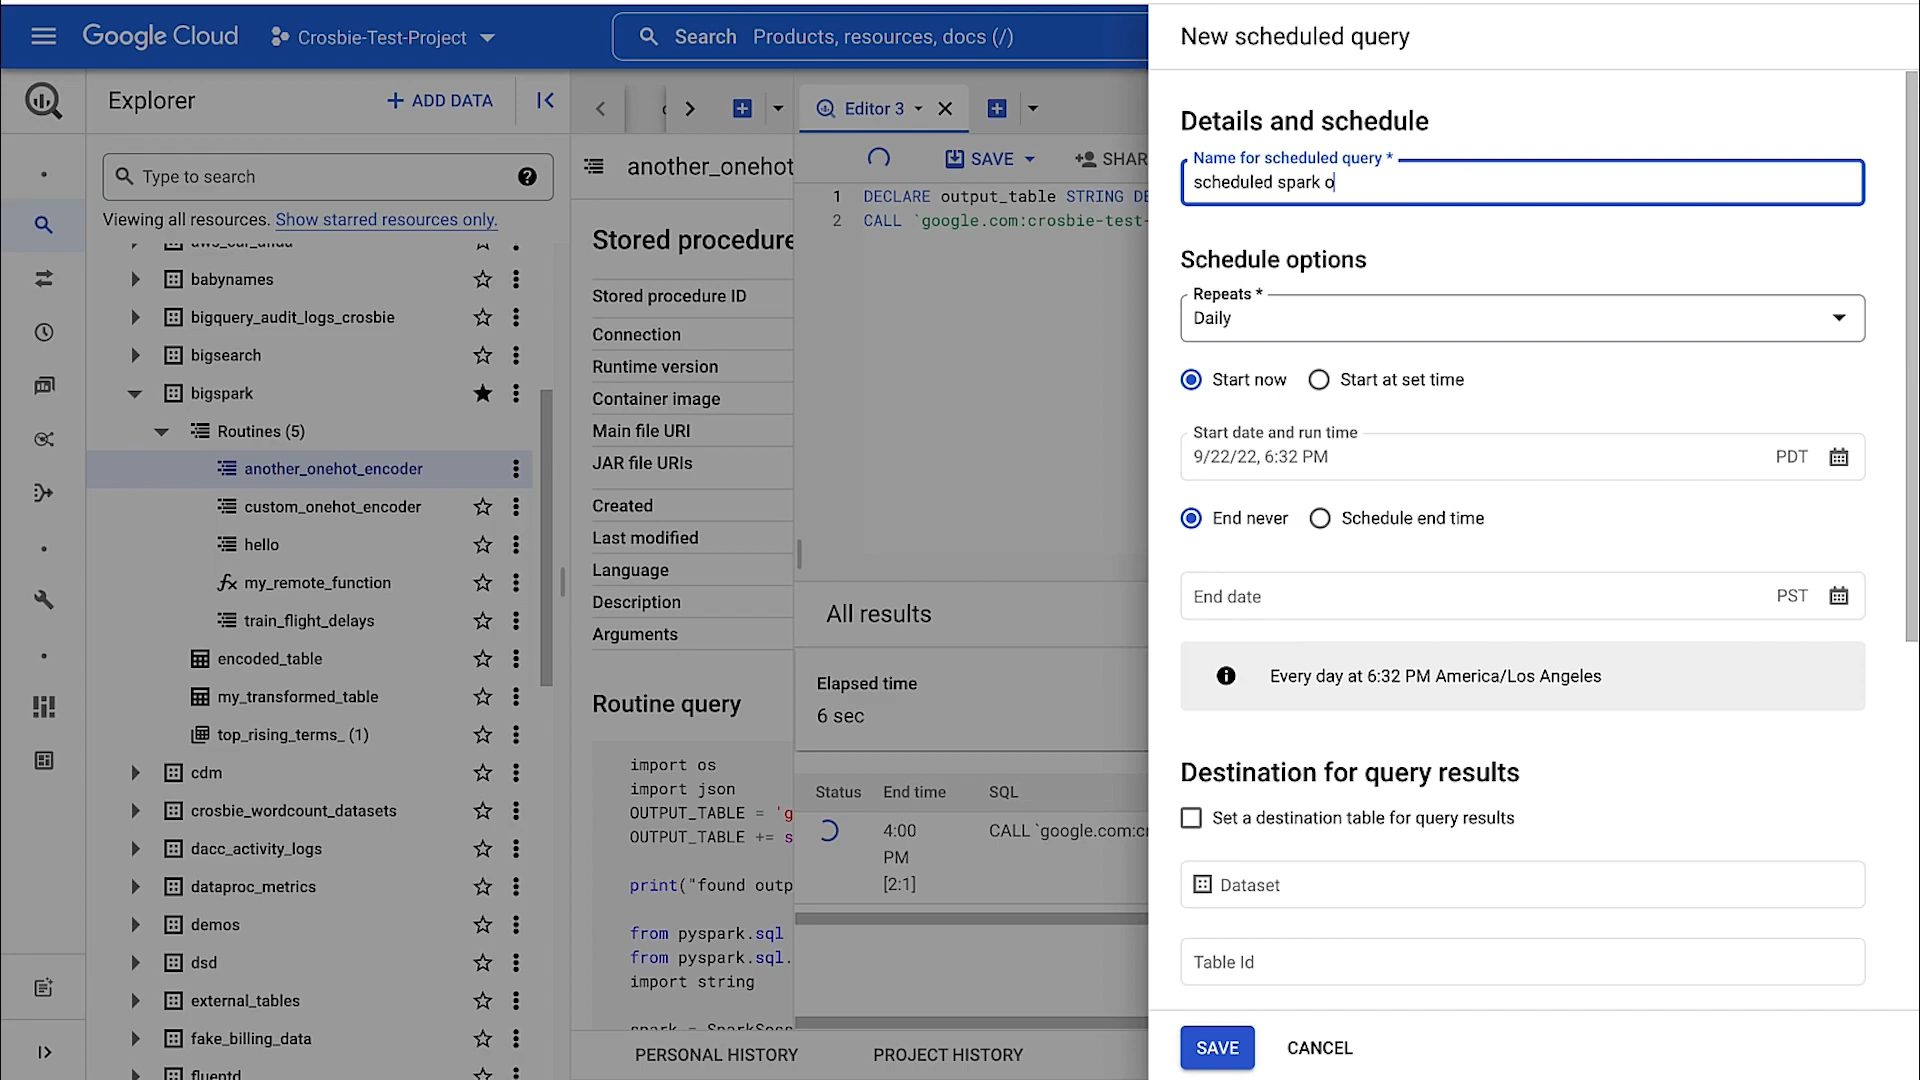 Google Cloud
Crosbie-Test-Project
Search Products, resources, docs (/)
Explorer
+ ADD DATA
Type to search
Viewing all resources. Show starred resources only.
babynames
bigquery_audit_logs_crosbie
bigsearch
bigspark
Routines (5)
another_onehot_encoder
custom_onehot_encoder
hello
my_remote_function
train_flight_delays
encoded_table
my_transformed_table
top_rising_terms_ (1)
cdm
crosbie_wordcount_datasets
dacc_activity_logs
dataproc_metrics
demos
dsd
external_tables
fake_billing_data
fluentd
another_onehot
Stored procedure
Stored procedure ID
Connection
Runtime version
Container image
Main file URI
JAR file URIs
Created
Last modified
Language
Description
Arguments
Routine query
import os
import json
OUTPUT_TABLE = 'g
OUTPUT_TABLE += s
print("found outp
from pyspark.sql
from pyspark.sql.
import string
spark = SparkSess
Editor 3
SAVE
SHAR
1 DECLARE output_table STRING DE
2 CALL `google.com:crosbie-test-
All results
Elapsed time
6 sec
Status End time SQL
4:00 PM [2:1] CALL `google.com:cr
PERSONAL HISTORY
PROJECT HISTORY
New scheduled query
Details and schedule
Name for scheduled query *
scheduled spark o
Schedule options
Repeats *
Daily
Start now
Start at set time
Start date and run time
9/22/22, 6:32 PM PDT
End never
Schedule end time
End date PST
Every day at 6:32 PM America/Los Angeles
Destination for query results
Set a destination table for query results
Dataset
Table Id
SAVE
CANCEL